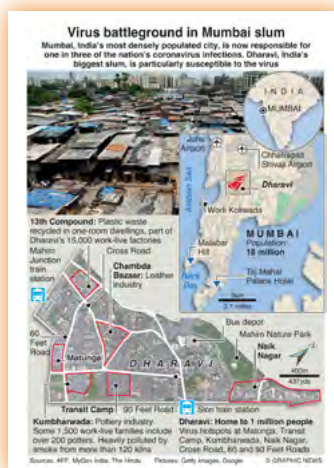 Virus battleground in Mumbai slum
Mumbai, India's most densely populated city, is now responsible for
one in three of the nation's coronavirus infections. Dharavi, India's
biggest slum, is particularly susceptible to the virus
INDIA
MUMBAI
Juhu
Airport
Chhatrapati
Shivaji Airport
Arabian Sea
Dharavi
Worli Koliwada
MUMBAI
Population:
18 million
Malabar
Hill
Back
Bay
Taj Mahal
Palace Hotel
13th Compound: Plastic waste
recycled in one-room dwellings, part of
Dharavi's 15,000 work-live factories
Mahim
Junction
train
station
Cross Road
Chambda
Bazaar: Leather
industry
Bus depot
Mahim Nature Park
60
Feet
Road
Matunga
DHARAVI
Naik
Nagar
400m
437yds
Transit Camp
90 Feet Road
Sion train station
Kumbharwada: Pottery industry.
Some 1,500 work-live families include
over 200 potters. Heavily polluted by
smoke from more than 120 kilns
Dharavi: Home to 1 million people
Virus hotspots at Matunga, Transit
Camp, Kumbharwada, Naik Nagar,
Cross Road, 60 and 90 Feet Roads
Sources: AFP, MyGov India, The Hindu
Pictures: Getty Images, Google
© GRAPHIC NEWS